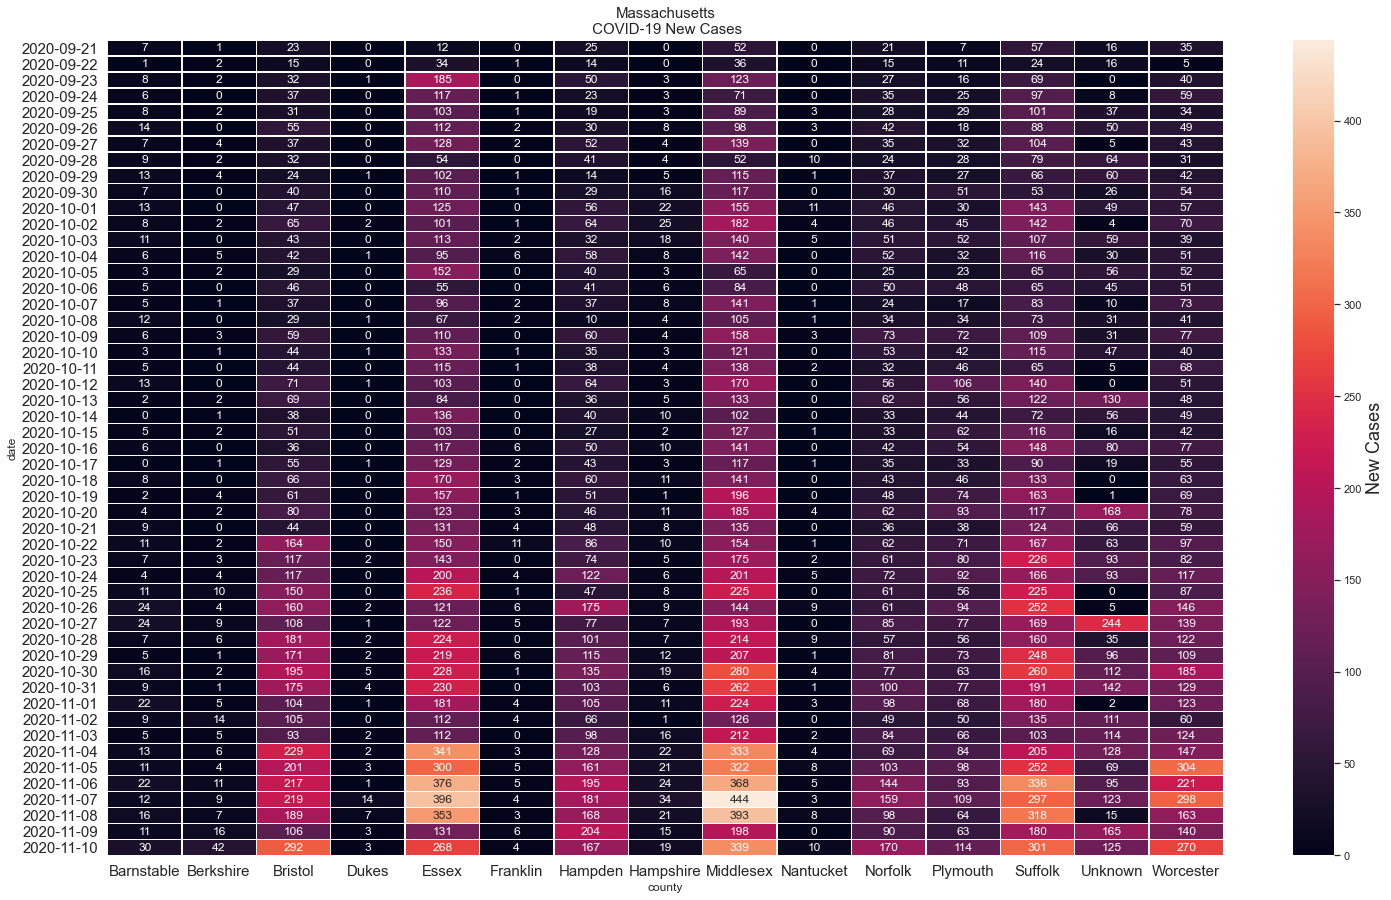 Massachusetts
COVID-19 New Cases
2020-09-21 7 1 23 0 12 0 25 0 52 0 21 7 57 16 35
2020-09-22 1 2 15 0 34 1 14 0 36 0 15 11 24 16 5
2020-09-23 8 2 32 1 185 0 50 3 123 0 27 16 69 0 40
2020-09-24 6 0 37 0 117 1 23 3 71 0 35 25 97 8 59
2020-09-25 8 2 31 0 103 1 19 3 89 3 28 29 101 37 34
2020-09-26 14 0 55 0 112 2 30 8 98 3 42 18 88 50 49
2020-09-27 7 4 37 0 128 2 52 4 139 0 35 32 104 5 43
2020-09-28 9 2 32 0 54 0 41 4 52 10 24 28 79 64 31
2020-09-29 13 4 24 1 102 1 14 5 115 1 37 27 66 60 42
2020-09-30 7 0 40 0 110 1 29 16 117 0 30 51 53 26 54
2020-10-01 13 0 47 0 125 0 56 22 155 11 46 30 143 49 57
2020-10-02 8 2 65 2 101 1 64 25 182 4 46 45 142 4 70
2020-10-03 11 0 43 0 113 2 32 18 140 5 51 52 107 59 39
2020-10-04 6 5 42 1 95 6 58 8 142 0 52 32 116 30 51
2020-10-05 3 2 29 0 152 0 40 3 65 0 25 23 65 56 52
2020-10-06 5 0 46 0 55 0 41 6 84 0 50 48 65 45 51
2020-10-07 5 1 37 0 96 2 37 8 141 1 24 17 83 10 73
2020-10-08 12 0 29 1 67 2 10 4 105 1 34 34 73 31 41
2020-10-09 6 3 59 0 110 0 60 4 158 3 73 72 109 31 77
2020-10-10 3 1 44 1 133 1 35 3 121 0 53 42 115 47 40
2020-10-11 5 0 44 0 115 1 38 4 138 2 32 46 65 5 68
2020-10-12 13 0 71 1 103 0 64 3 170 0 56 106 140 0 51
2020-10-13 2 2 69 0 84 0 36 5 133 0 62 56 122 130 48
2020-10-14 0 1 38 0 136 0 40 10 102 0 33 44 72 56 49
2020-10-15 5 2 51 0 103 0 27 2 127 1 33 62 116 16 42
2020-10-16 6 0 36 0 117 6 50 10 141 0 42 54 148 80 77
2020-10-17 0 1 55 1 129 2 43 3 117 1 35 33 90 19 55
2020-10-18 8 0 66 0 170 3 60 11 141 0 43 46 133 0 63
2020-10-19 2 4 61 0 157 1 51 1 196 0 48 74 163 1 69
2020-10-20 4 2 80 0 123 3 46 11 185 4 62 93 117 168 78
2020-10-21 9 0 44 0 131 4 48 8 135 0 36 38 124 66 59
2020-10-22 11 2 164 0 150 11 86 10 154 1 62 71 167 63 97
2020-10-23 7 3 117 2 143 0 74 5 175 2 61 80 226 93 82
2020-10-24 4 4 117 0 200 4 122 6 201 5 72 92 166 93 117
2020-10-25 11 10 150 0 236 1 47 8 225 0 61 56 225 0 87
2020-10-26 24 4 160 2 121 6 175 9 144 9 61 94 252 5 146
2020-10-27 24 9 108 1 122 5 77 7 193 0 85 77 169 244 139
2020-10-28 7 6 181 2 224 0 101 7 214 9 57 56 160 35 122
2020-10-29 5 1 171 2 219 6 115 12 207 1 81 73 248 96 109
2020-10-30 16 2 195 5 228 1 135 19 280 4 77 63 260 112 185
2020-10-31 9 1 175 4 230 0 103 6 262 1 100 77 191 142 129
2020-11-01 22 5 104 1 181 4 105 11 224 3 98 68 180 2 123
2020-11-02 9 14 105 0 112 4 66 1 126 0 49 50 135 111 60
2020-11-03 5 5 93 2 112 0 98 16 212 2 84 66 103 114 124
2020-11-04 13 6 229 2 341 3 128 22 333 4 69 84 205 128 147
2020-11-05 11 4 201 3 300 5 161 21 322 8 103 98 252 69 304
2020-11-06 22 11 217 1 376 5 195 24 368 5 144 93 336 95 221
2020-11-07 12 9 219 14 396 4 181 34 444 3 159 109 297 123 298
2020-11-08 16 7 189 7 353 3 168 21 393 8 98 64 318 15 163
2020-11-09 11 16 106 3 131 6 204 15 198 0 90 63 180 165 140
2020-11-10 30 42 292 3 268 4 167 19 339 10 170 114 301 125 270
Barnstable Berkshire Bristol Dukes Essex Franklin Hampden Hampshire Middlesex Nantucket Norfolk Plymouth Suffolk Unknown Worcester
county
date
400
350
300
250
200
150
100
50
0
New Cases